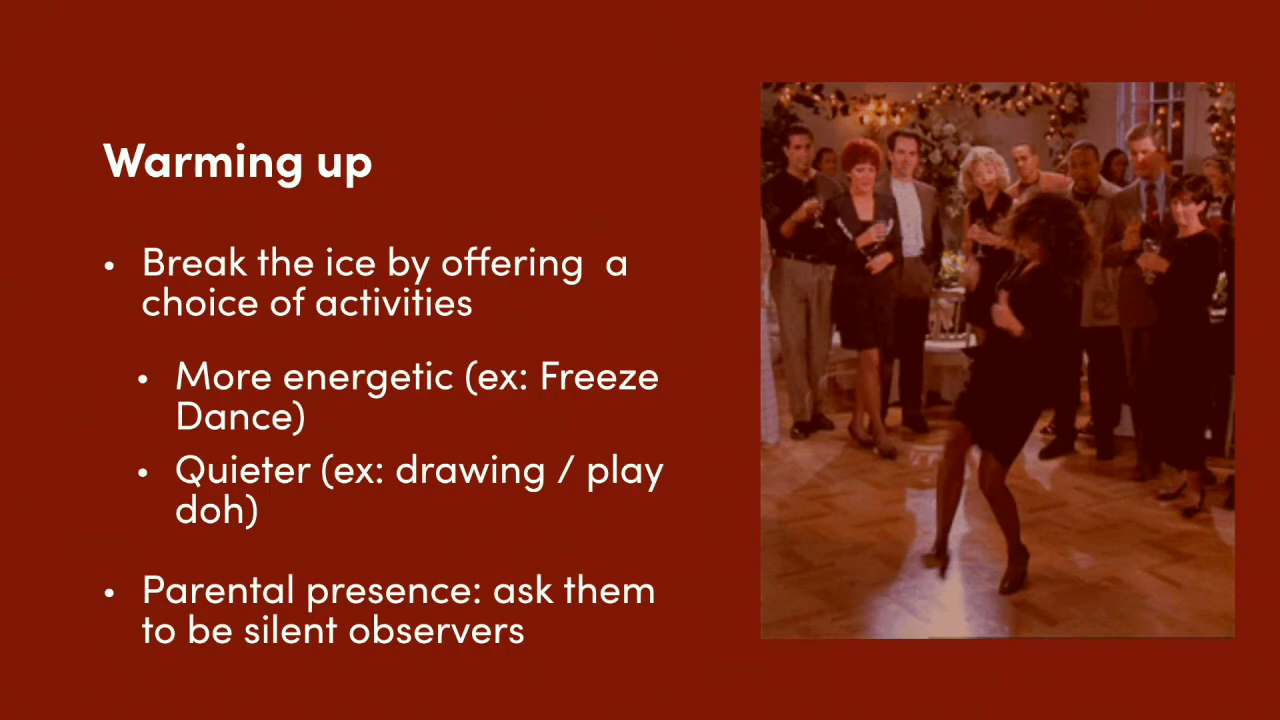 Warming up
• Break the ice by offering  a
choice of activities
• More energetic (ex: Freeze
Dance)
• Quieter (ex: drawing / play
doh)
• Parental presence: ask them
to be silent observers